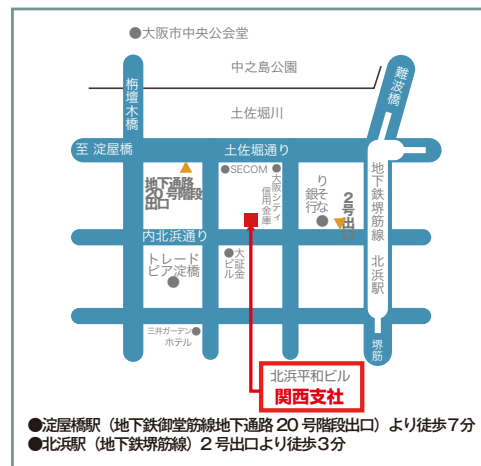 ●大阪市中央公会堂
中之島公園
栴壇木橋
難波橋
土佐堀川
至 淀屋橋
土佐堀通り
地下通路
20号階段
出口
●SECOM
●大阪シティ
信用金庫
りそな
銀行●
2号出口
地下鉄堺筋線 北浜駅
内北浜通り
トレード
ピア淀橋
●
●大証金
ビル
三井ガーデン●
ホテル
堺筋
北浜平和ビル
関西支社
●淀屋橋駅（地下鉄御堂筋線地下通路20号階段出口）より徒歩7分
●北浜駅（地下鉄堺筋線）2号出口より徒歩3分